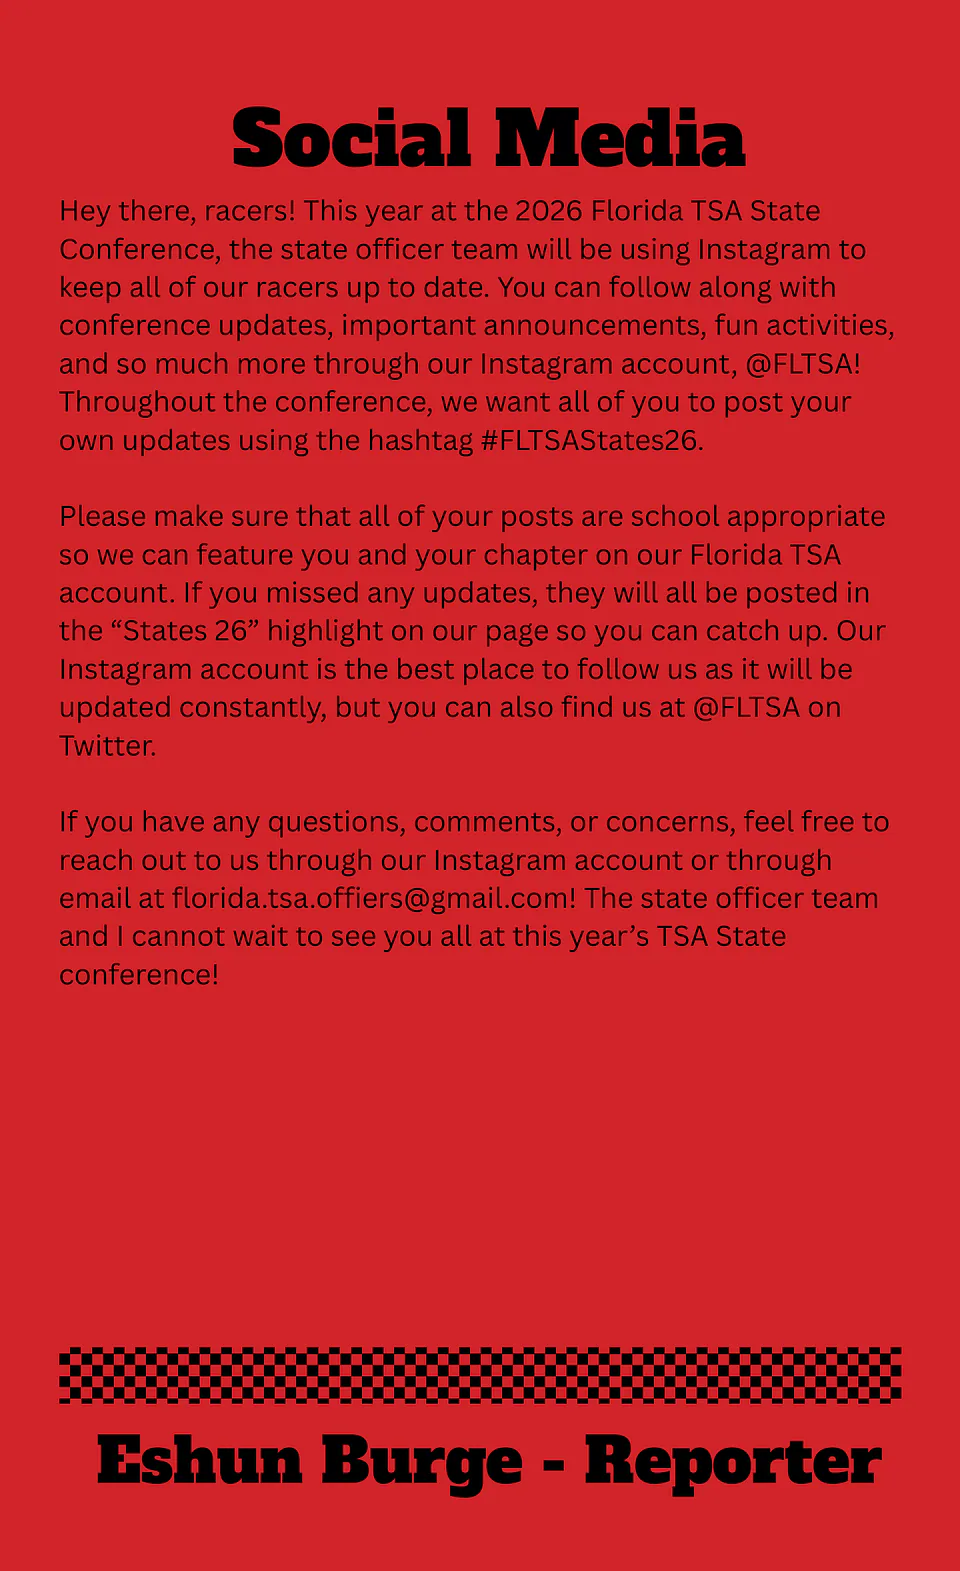 Social Media
Hey there, racers! This year at the 2026 Florida TSA State
Conference, the state officer team will be using Instagram to
keep all of our racers up to date. You can follow along with
conference updates, important announcements, fun activities,
and so much more through our Instagram account, @FLTSA!
Throughout the conference, we want all of you to post your
own updates using the hashtag #FLTSAStates26.
Please make sure that all of your posts are school appropriate
so we can feature you and your chapter on our Florida TSA
account. If you missed any updates, they will all be posted in
the “States 26” highlight on our page so you can catch up. Our
Instagram account is the best place to follow us as it will be
updated constantly, but you can also find us at @FLTSA on
Twitter.
If you have any questions, comments, or concerns, feel free to
reach out to us through our Instagram account or through
email at florida.tsa.offiers@gmail.com! The state officer team
and I cannot wait to see you all at this year’s TSA State
conference!
Eshun Burge - Reporter